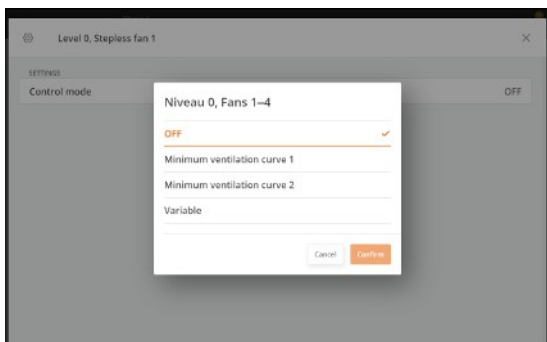 Level 0, Stepless fan 1
SETTINGS
Control mode
OFF
Niveau 0, Fans 1–4
OFF
Minimum ventilation curve 1
Minimum ventilation curve 2
Variable
Cancel
Confirm